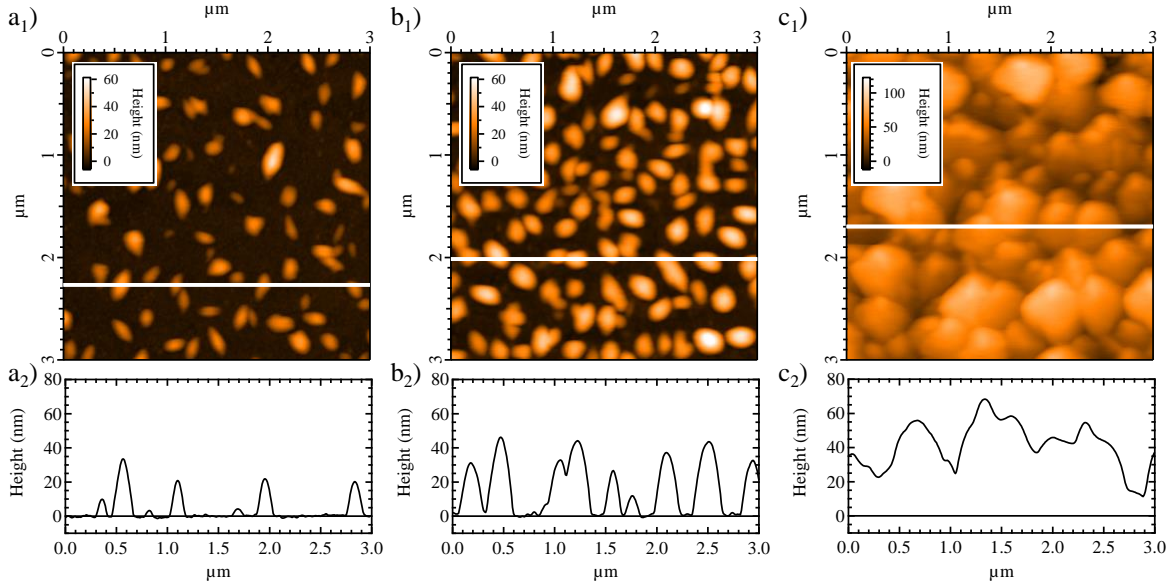 a1) b1) c1)
µm µm µm
0 1 2 3 0 1 2 3 0 1 2 3
0 0 0
60 60 100
40 40 50
20 20 0
0 0
Height (nm) Height (nm) Height (nm)
1 1 1
µm µm µm
2 2 2
3 3 3
a2) b2) c2)
80 80 80
60 60 60
40 40 40
20 20 20
0 0 0
Height (nm) Height (nm) Height (nm)
0.0 0.5 1.0 1.5 2.0 2.5 3.0 0.0 0.5 1.0 1.5 2.0 2.5 3.0 0.0 0.5 1.0 1.5 2.0 2.5 3.0
µm µm µm